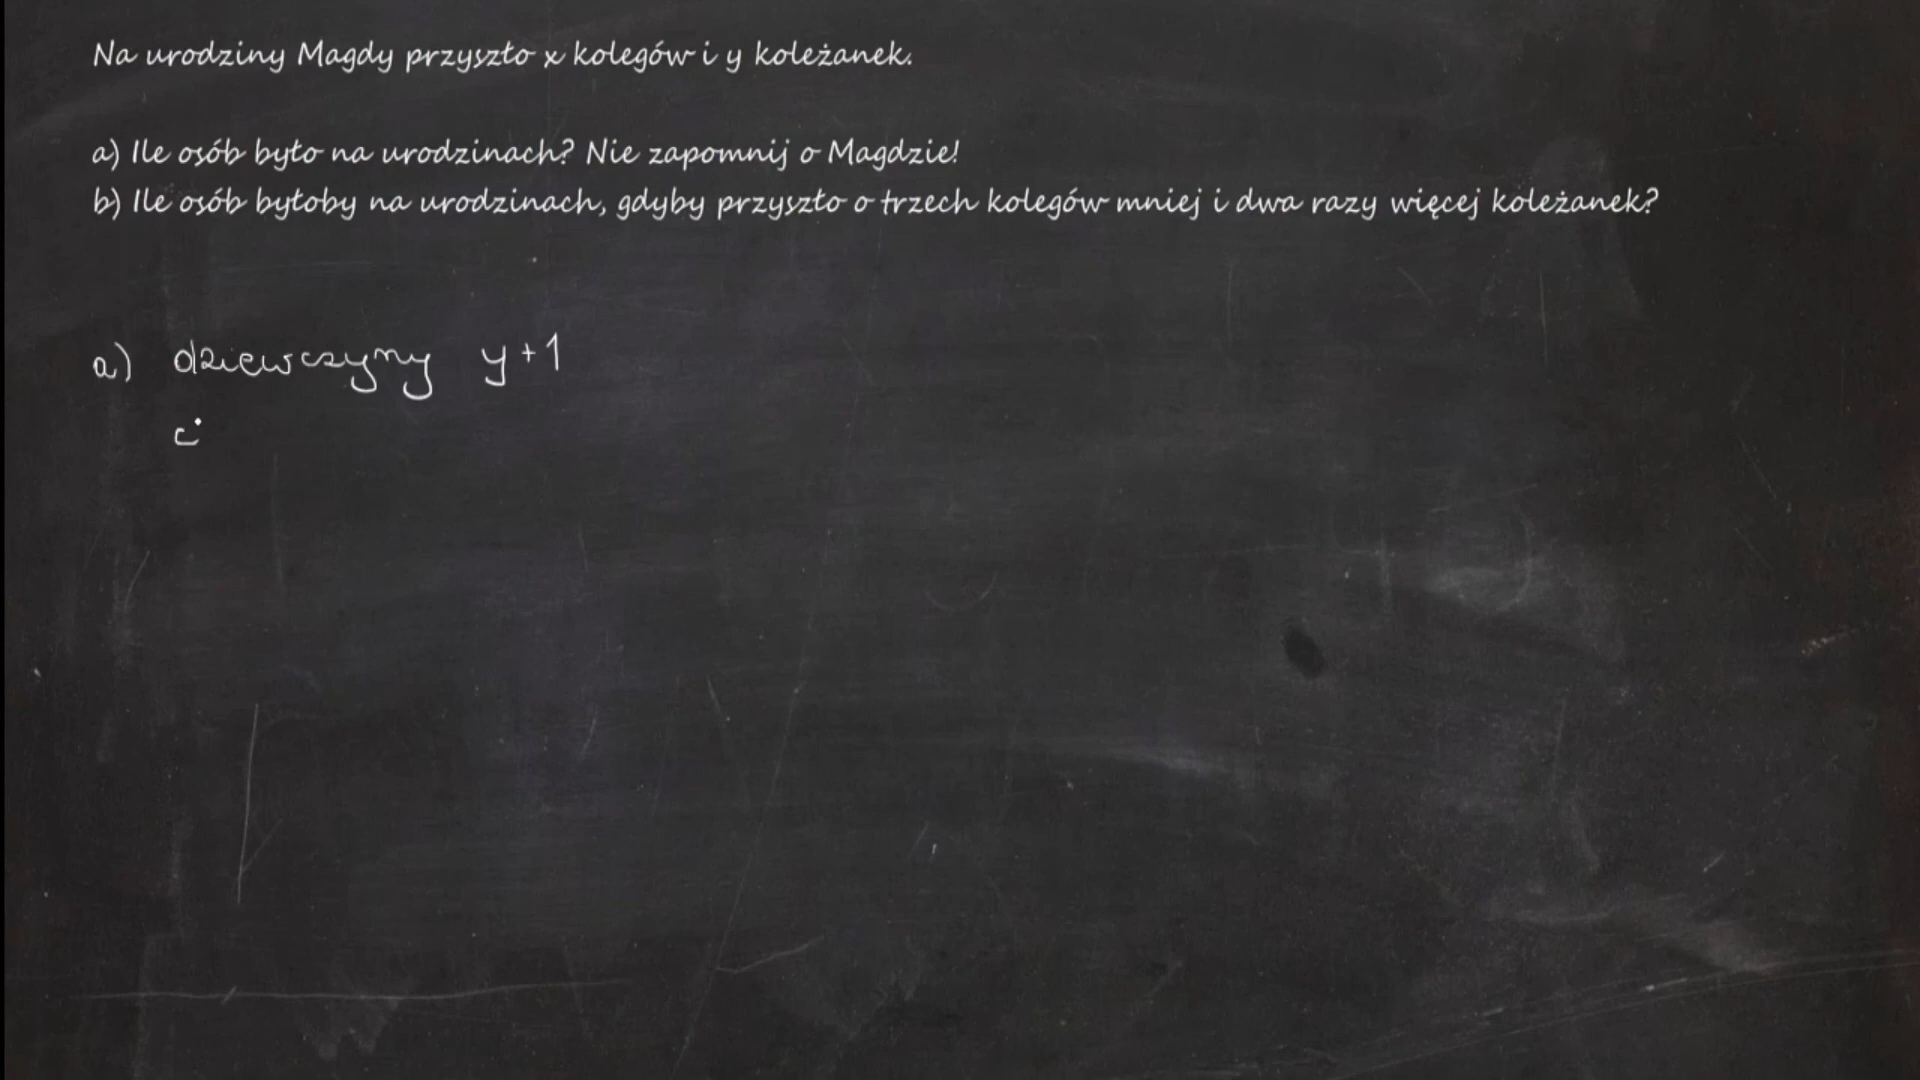 Na urodziny Magdy przyszło x kolegów i y koleżanek.
a) Ile osób było na urodzinach? Nie zapomnij o Magdzie!
b) Ile osób byłoby na urodzinach, gdyby przyszło o trzech kolegów mniej i dwa razy więcej koleżanek?
a) dziewczyny y+1
c